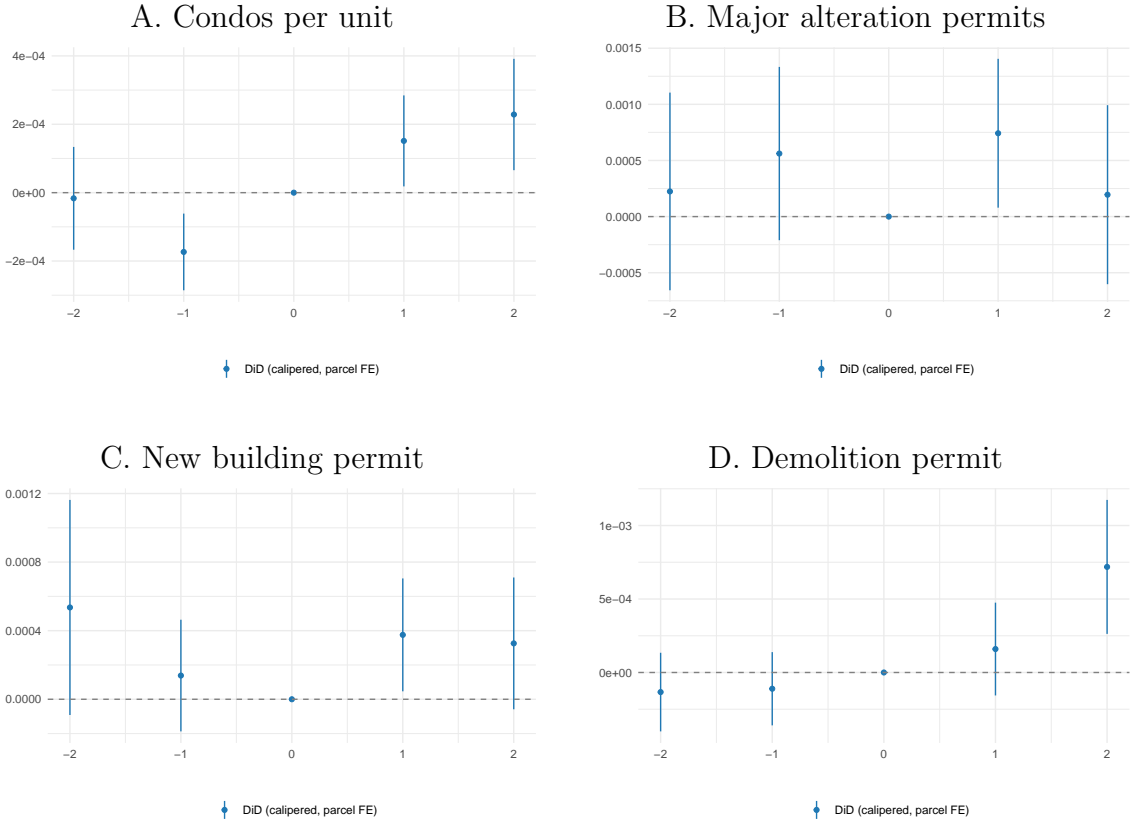 A. Condos per unit
4e−04
2e−04
0e+00
−2e−04
−2 −1 0 1 2
DiD (calipered, parcel FE)
B. Major alteration permits
0.0015
0.0010
0.0005
0.0000
−0.0005
−2 −1 0 1 2
DiD (calipered, parcel FE)
C. New building permit
0.0012
0.0008
0.0004
0.0000
−2 −1 0 1 2
DiD (calipered, parcel FE)
D. Demolition permit
1e−03
5e−04
0e+00
−2 −1 0 1 2
DiD (calipered, parcel FE)